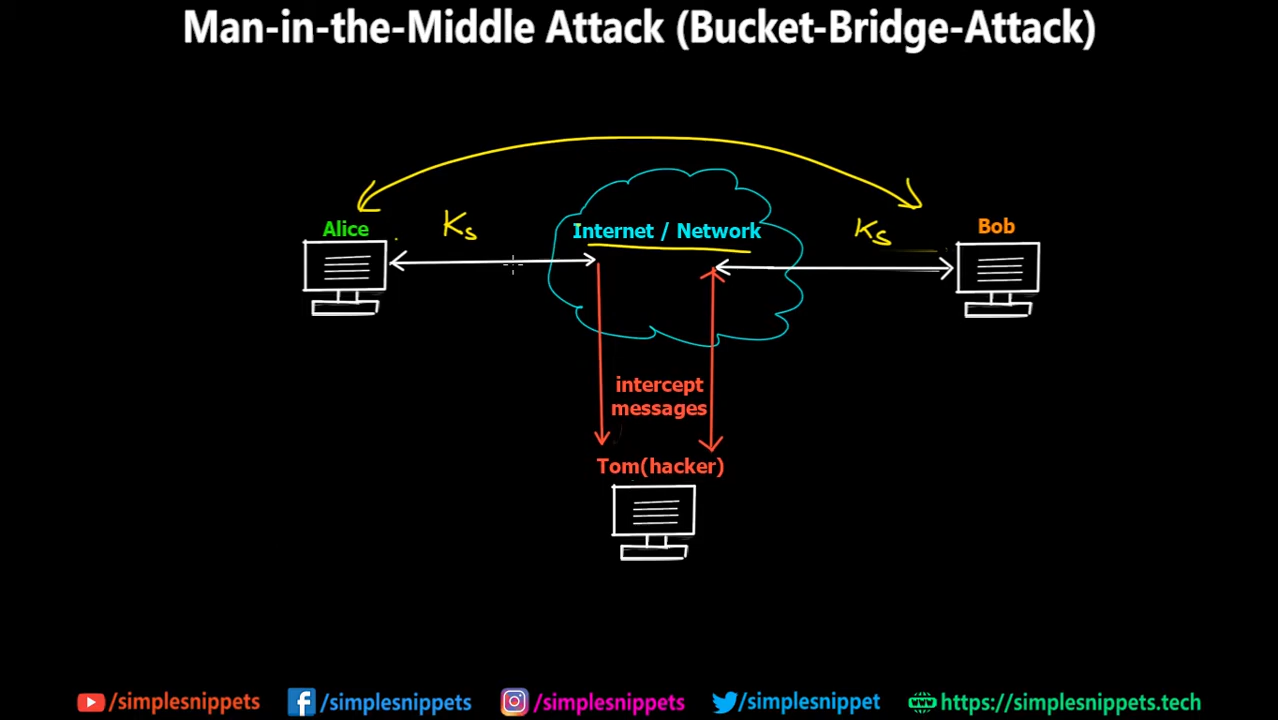 Man-in-the-Middle Attack (Bucket-Bridge-Attack)
Alice
Ks
Internet / Network
Ks
Bob
intercept
messages
Tom(hacker)
/simplesnippets
/simplesnippets
/simplesnippets
/simplesnippet
https://simplesnippets.tech